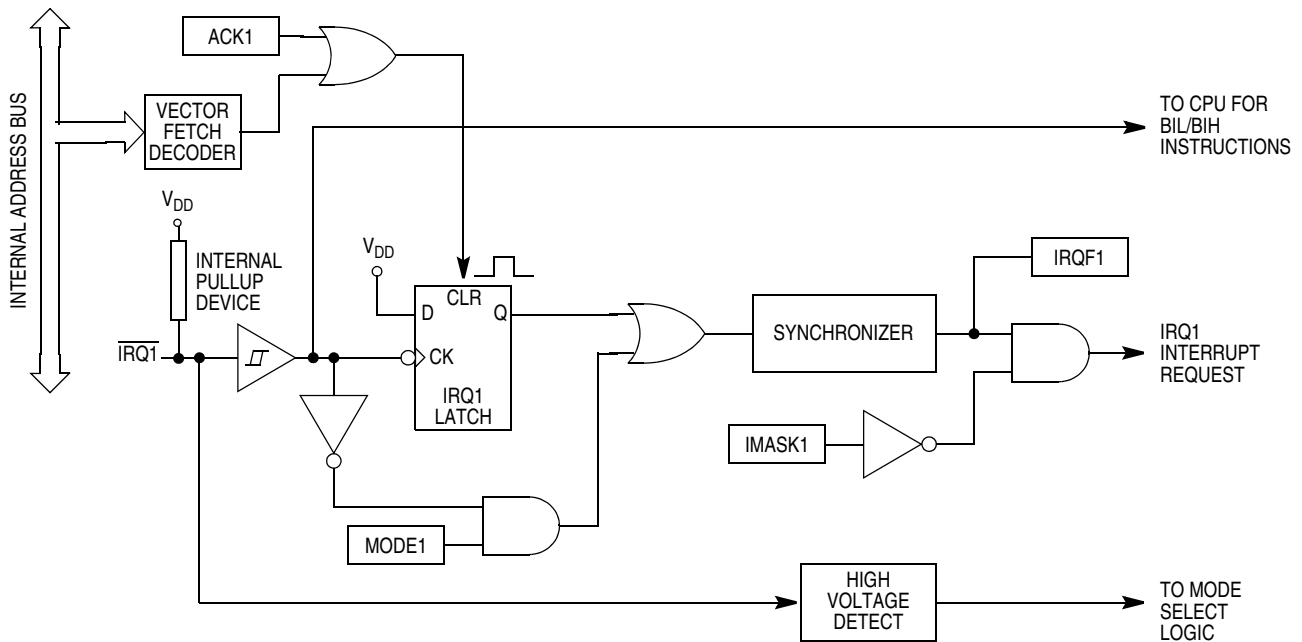 INTERNAL ADDRESS BUS
ACK1
VECTOR
FETCH
DECODER
TO CPU FOR
BIL/BIH
INSTRUCTIONS
VDD
INTERNAL
PULLUP
DEVICE
VDD
IRQF1
CLR
D
Q
CK
IRQ1
LATCH
SYNCHRONIZER
IRQ1
INTERRUPT
REQUEST
IRQ1
IMASK1
MODE1
HIGH
VOLTAGE
DETECT
TO MODE
SELECT
LOGIC